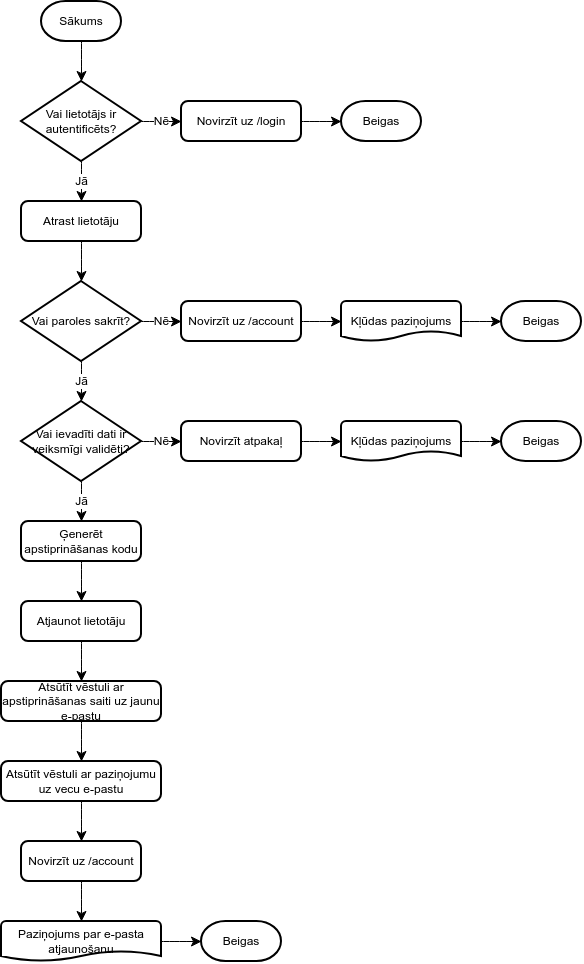 Sākums
Vai lietotājs ir
autentificēts?
Nē
Novirzīt uz /login
Beigas
Jā
Atrast lietotāju
Vai paroles sakrīt?
Nē
Novirzīt uz /account
Kļūdas paziņojums
Beigas
Jā
Vai ievadīti dati ir
veiksmīgi validēti?
Nē
Novirzīt atpakaļ
Kļūdas paziņojums
Beigas
Jā
Ģenerēt
apstiprināšanas kodu
Atjaunot lietotāju
Atsūtīt vēstuli ar
apstiprināšanas saiti uz jaunu
e-pastu
Atsūtīt vēstuli ar paziņojumu
uz vecu e-pastu
Novirzīt uz /account
Paziņojums par e-pasta
atjaunošanu
Beigas